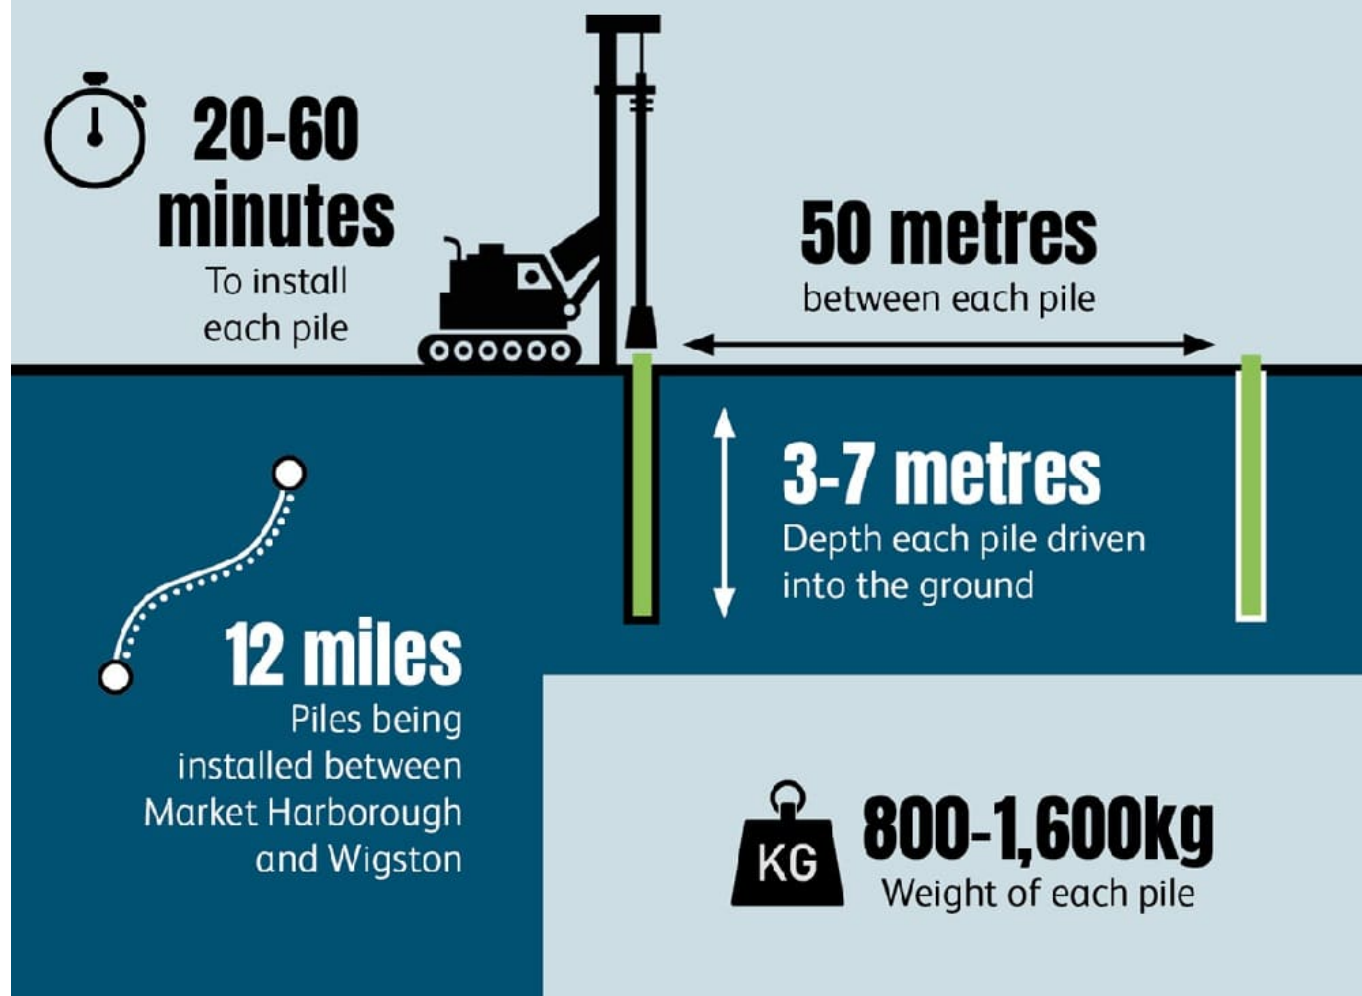 20-60
minutes
To install
each pile
50 metres
between each pile
3-7 metres
Depth each pile driven
into the ground
12 miles
Piles being
installed between
Market Harborough
and Wigston
KG
800-1,600kg
Weight of each pile